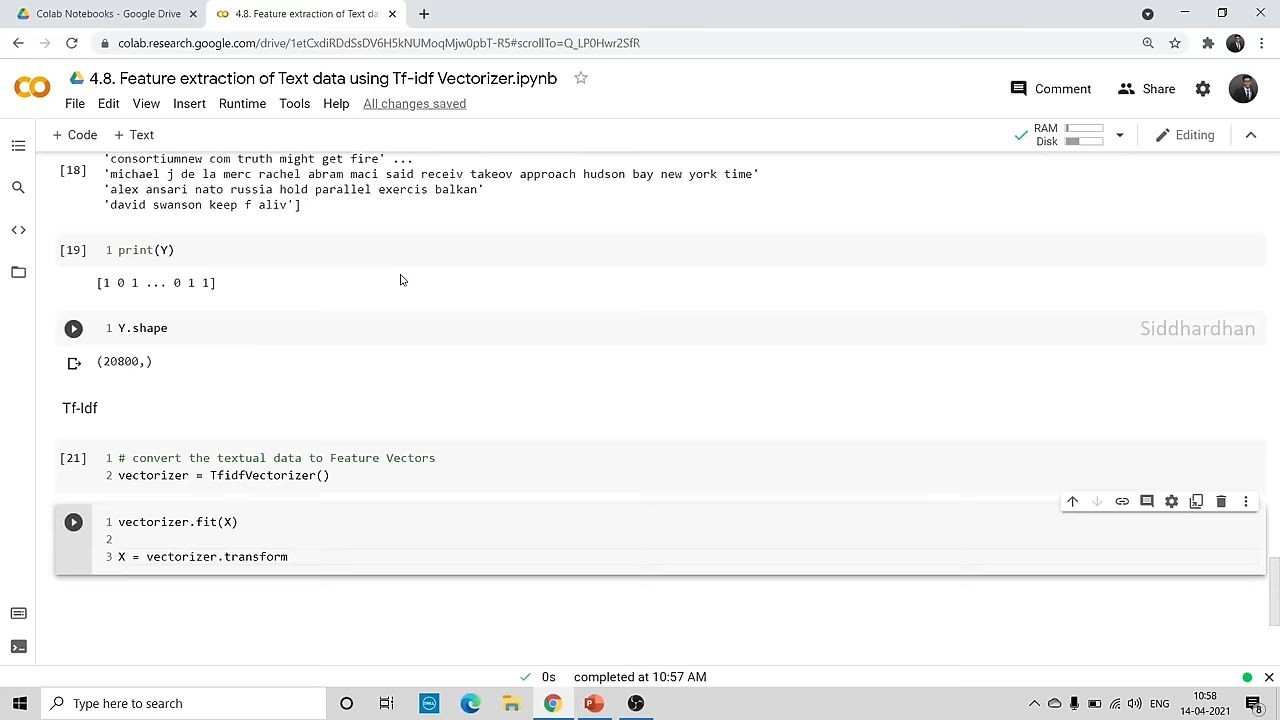 Colab Notebooks - Google Drive
4.8. Feature extraction of Text da
colab.research.google.com/drive/1etCxdiRDdSsDV6H5kNUMoqMjw0pbT-R5#scrollTo=Q_LP0Hwr2SfR
4.8. Feature extraction of Text data using Tf-idf Vectorizer.ipynb
Comment Share
File Edit View Insert Runtime Tools Help All changes saved
+ Code + Text
RAM
Disk
Editing
'consortiumnew com truth might get fire' ...
[18]
'michael j de la merc rachel abram maci said receiv takeov approach hudson bay new york time'
'alex ansari nato russia hold parallel exercis balkan'
'david swanson keep f aliv']
[19] 1 print(Y)
[1 0 1 ... 0 1 1]
1 Y.shape
Siddhardhan
(20800,)
Tf-Idf
[21] 1 # convert the textual data to Feature Vectors
2 vectorizer = TfidfVectorizer()
1 vectorizer.fit(X)
2
3 X = vectorizer.transform
0s completed at 10:57 AM
Type here to search
DELL
ENG
10:58
14-04-2021
8